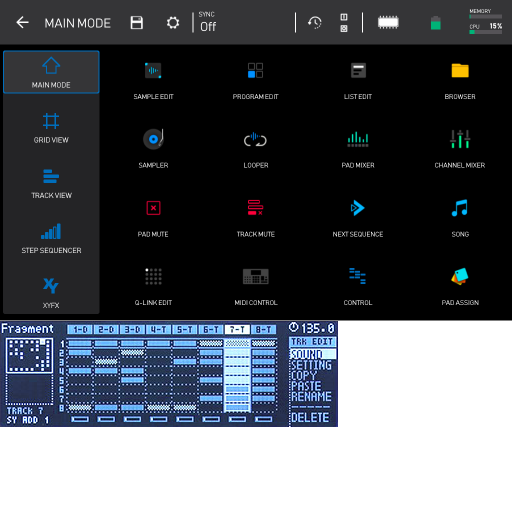 MAIN MODE
SYNC
Off
MEMORY
CPU 15%
MAIN MODE
GRID VIEW
TRACK VIEW
STEP SEQUENCER
XYFX
SAMPLE EDIT
PROGRAM EDIT
LIST EDIT
BROWSER
SAMPLER
LOOPER
PAD MIXER
CHANNEL MIXER
PAD MUTE
TRACK MUTE
NEXT SEQUENCE
SONG
Q-LINK EDIT
MIDI CONTROL
CONTROL
PAD ASSIGN
Fragment
1-D 2-D 3-D 4-T 5-T 6-T 7-T 8-T
135.0
1
2
3
4
5
6
7
8
TRACK 7
SY ADD 1
TRK EDIT
SOUND
SETTING
COPY
PASTE
RENAME
DELETE